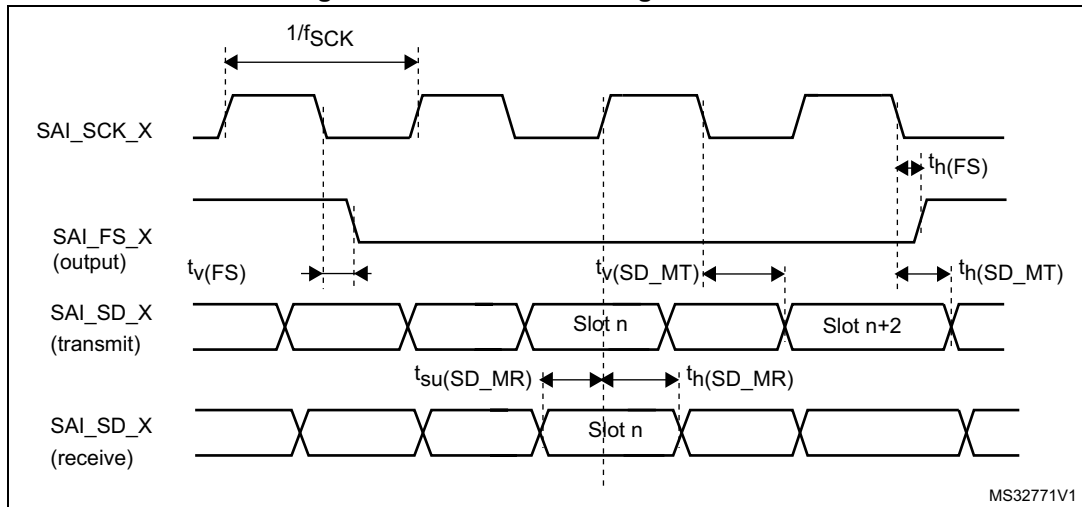 1/fSCK
SAI_SCK_X
th(FS)
SAI_FS_X
(output)
tv(FS)
tv(SD_MT)
th(SD_MT)
SAI_SD_X
(transmit)
Slot n
Slot n+2
tsu(SD_MR)
th(SD_MR)
SAI_SD_X
(receive)
Slot n
MS32771V1